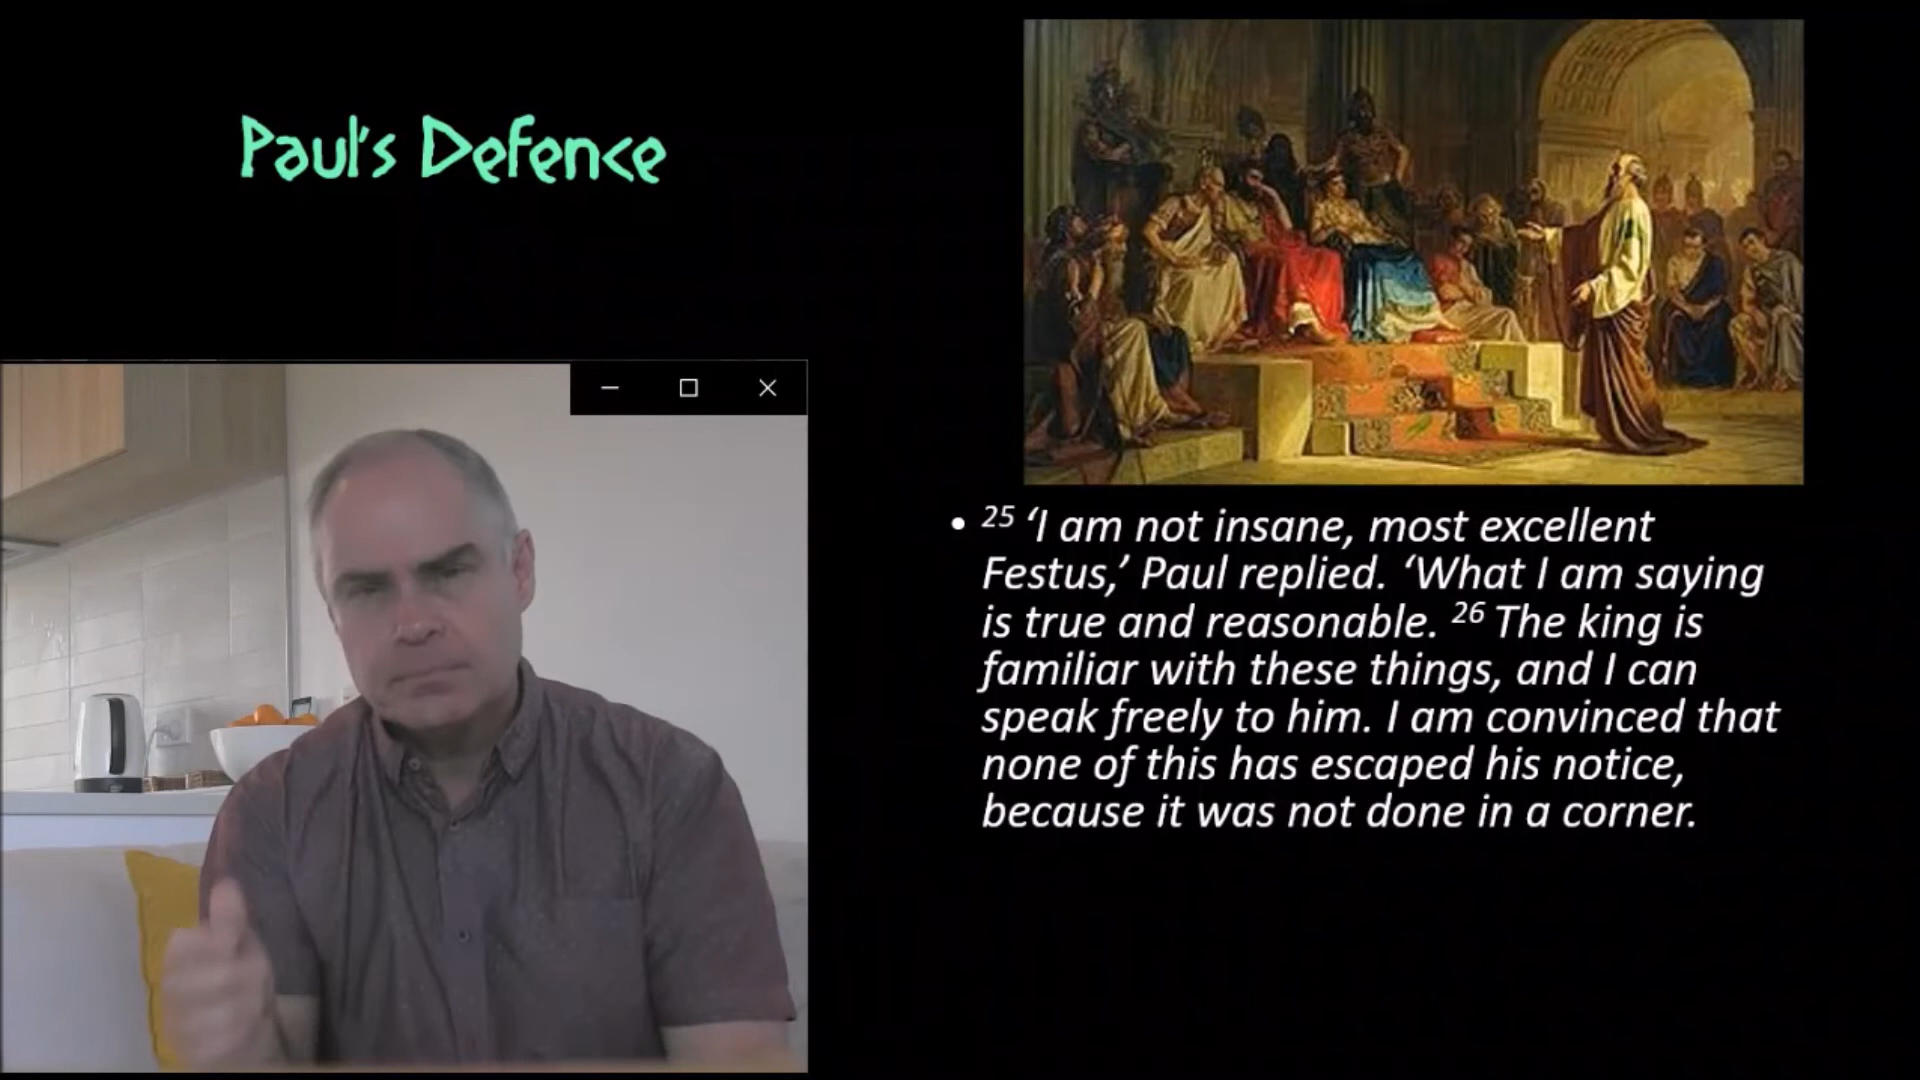 Paul's Defence
• 25 ‘I am not insane, most excellent
Festus,’ Paul replied. ‘What I am saying
is true and reasonable. 26 The king is
familiar with these things, and I can
speak freely to him. I am convinced that
none of this has escaped his notice,
because it was not done in a corner.